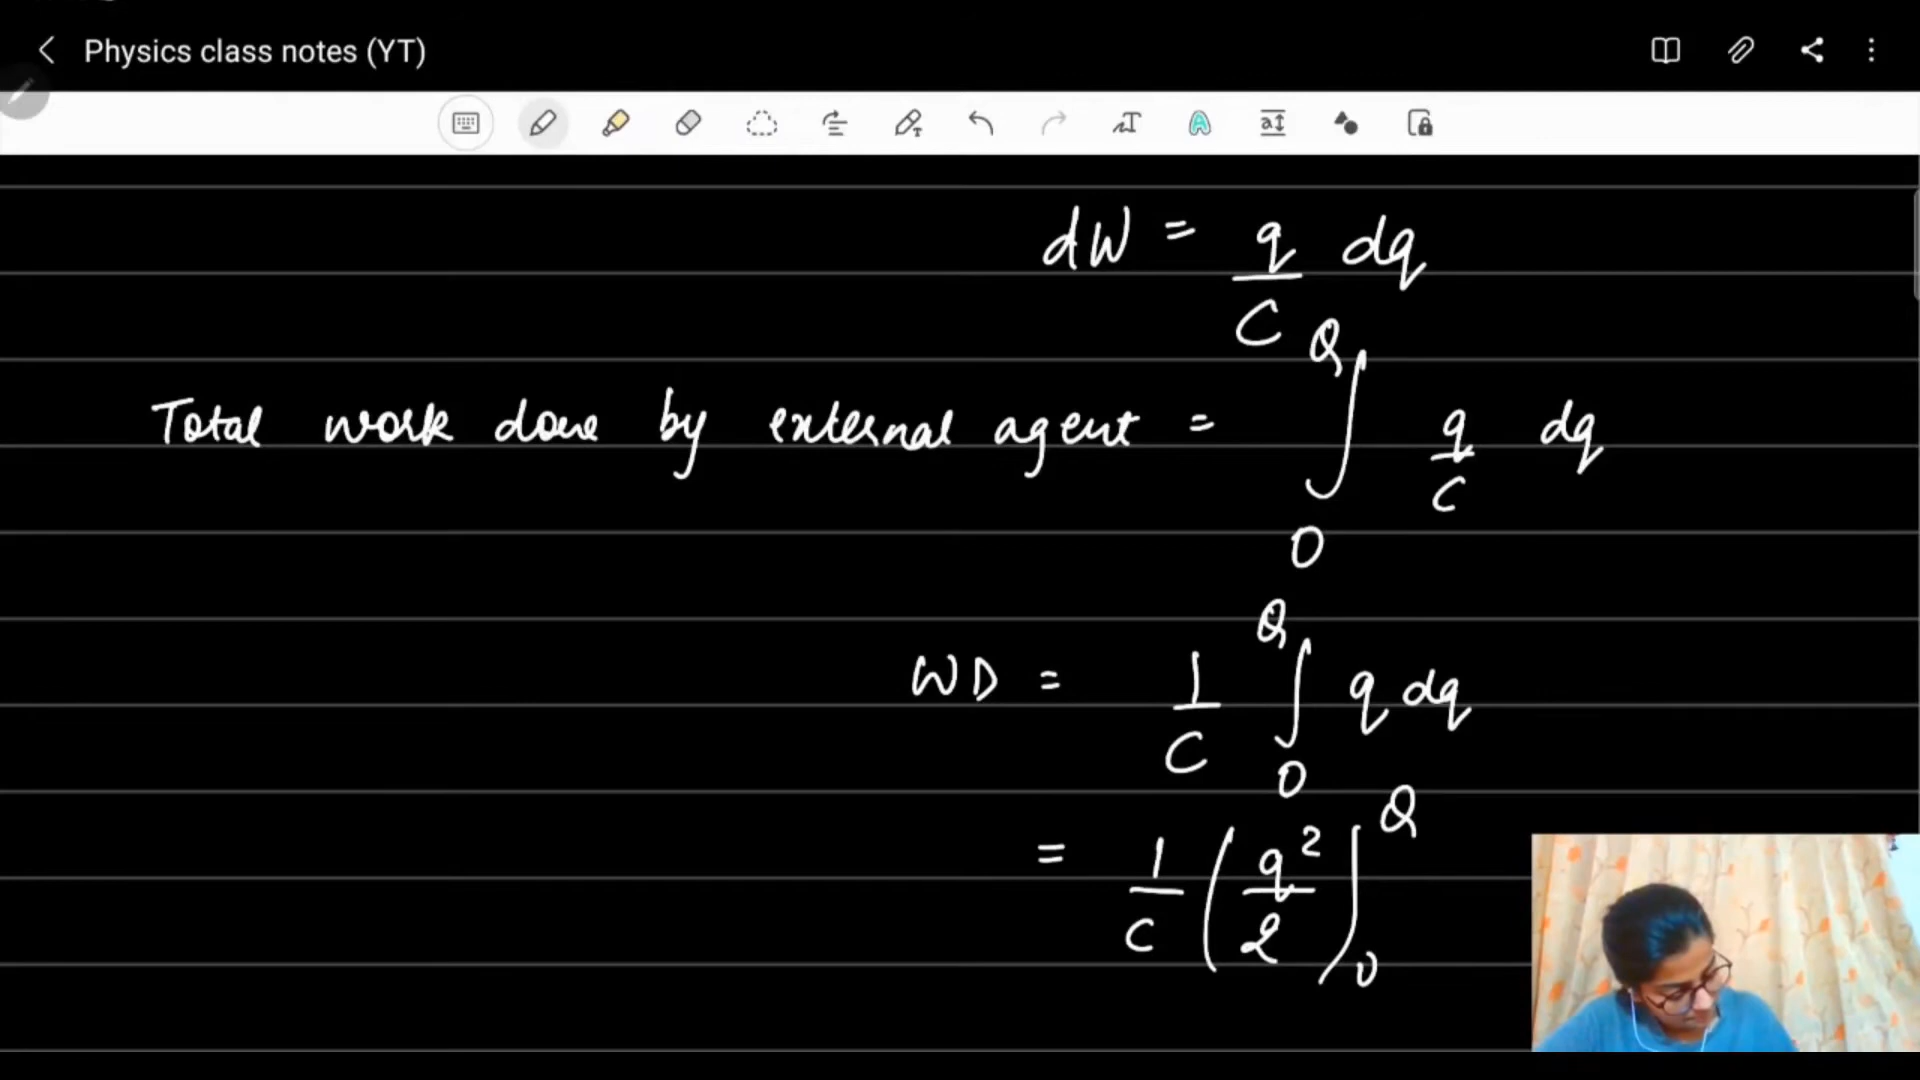 Physics class notes (YT)
dW = q/C dq
Total work done by external agent = ∫₀^Q q/C dq
WD = 1/C ∫₀^Q q dq
= 1/C (q²/2)₀^Q